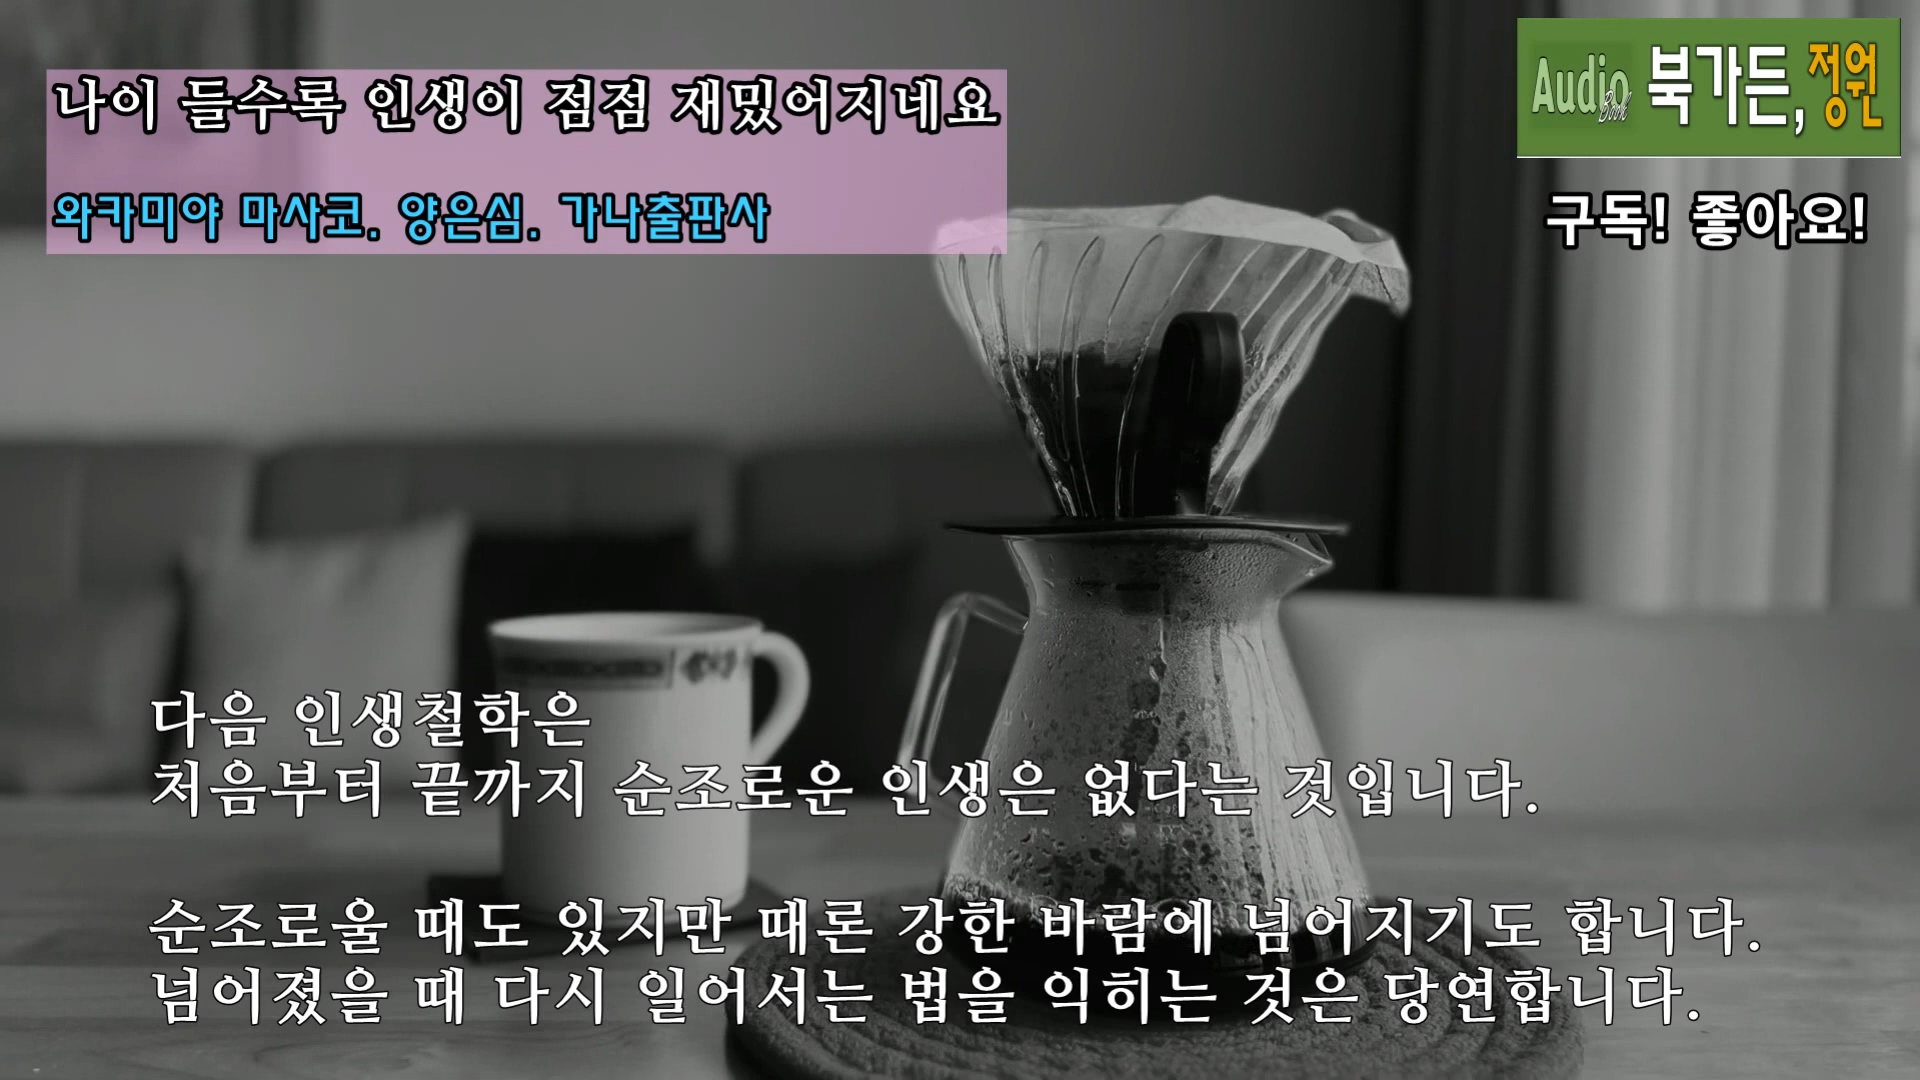 나이 들수록 인생이 점점 재밌어지네요
와카미야 마사코. 양은심. 가나출판사
Audio Book 북가든, 정원
구독! 좋아요!
다음 인생철학은
처음부터 끝까지 순조로운 인생은 없다는 것입니다.
순조로울 때도 있지만 때론 강한 바람에 넘어지기도 합니다.
넘어졌을 때 다시 일어서는 법을 익히는 것은 당연합니다.